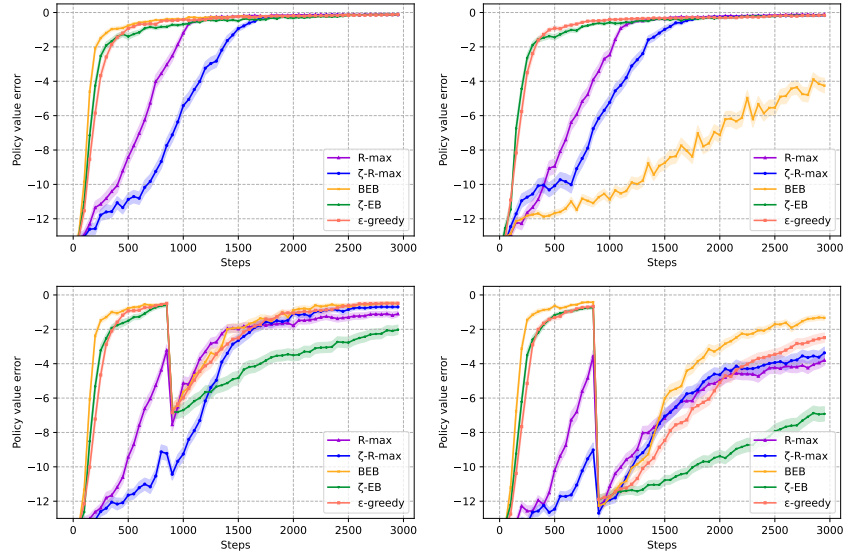 0
−2
−4
−6
−8
−10
−12
Policy value error
0 500 1000 1500 2000 2500 3000
Steps
R-max
ζ-R-max
BEB
ζ-EB
ε-greedy
0
−2
−4
−6
−8
−10
−12
Policy value error
0 500 1000 1500 2000 2500 3000
Steps
R-max
ζ-R-max
BEB
ζ-EB
ε-greedy
0
−2
−4
−6
−8
−10
−12
Policy value error
0 500 1000 1500 2000 2500 3000
Steps
R-max
ζ-R-max
BEB
ζ-EB
ε-greedy
0
−2
−4
−6
−8
−10
−12
Policy value error
0 500 1000 1500 2000 2500 3000
Steps
R-max
ζ-R-max
BEB
ζ-EB
ε-greedy